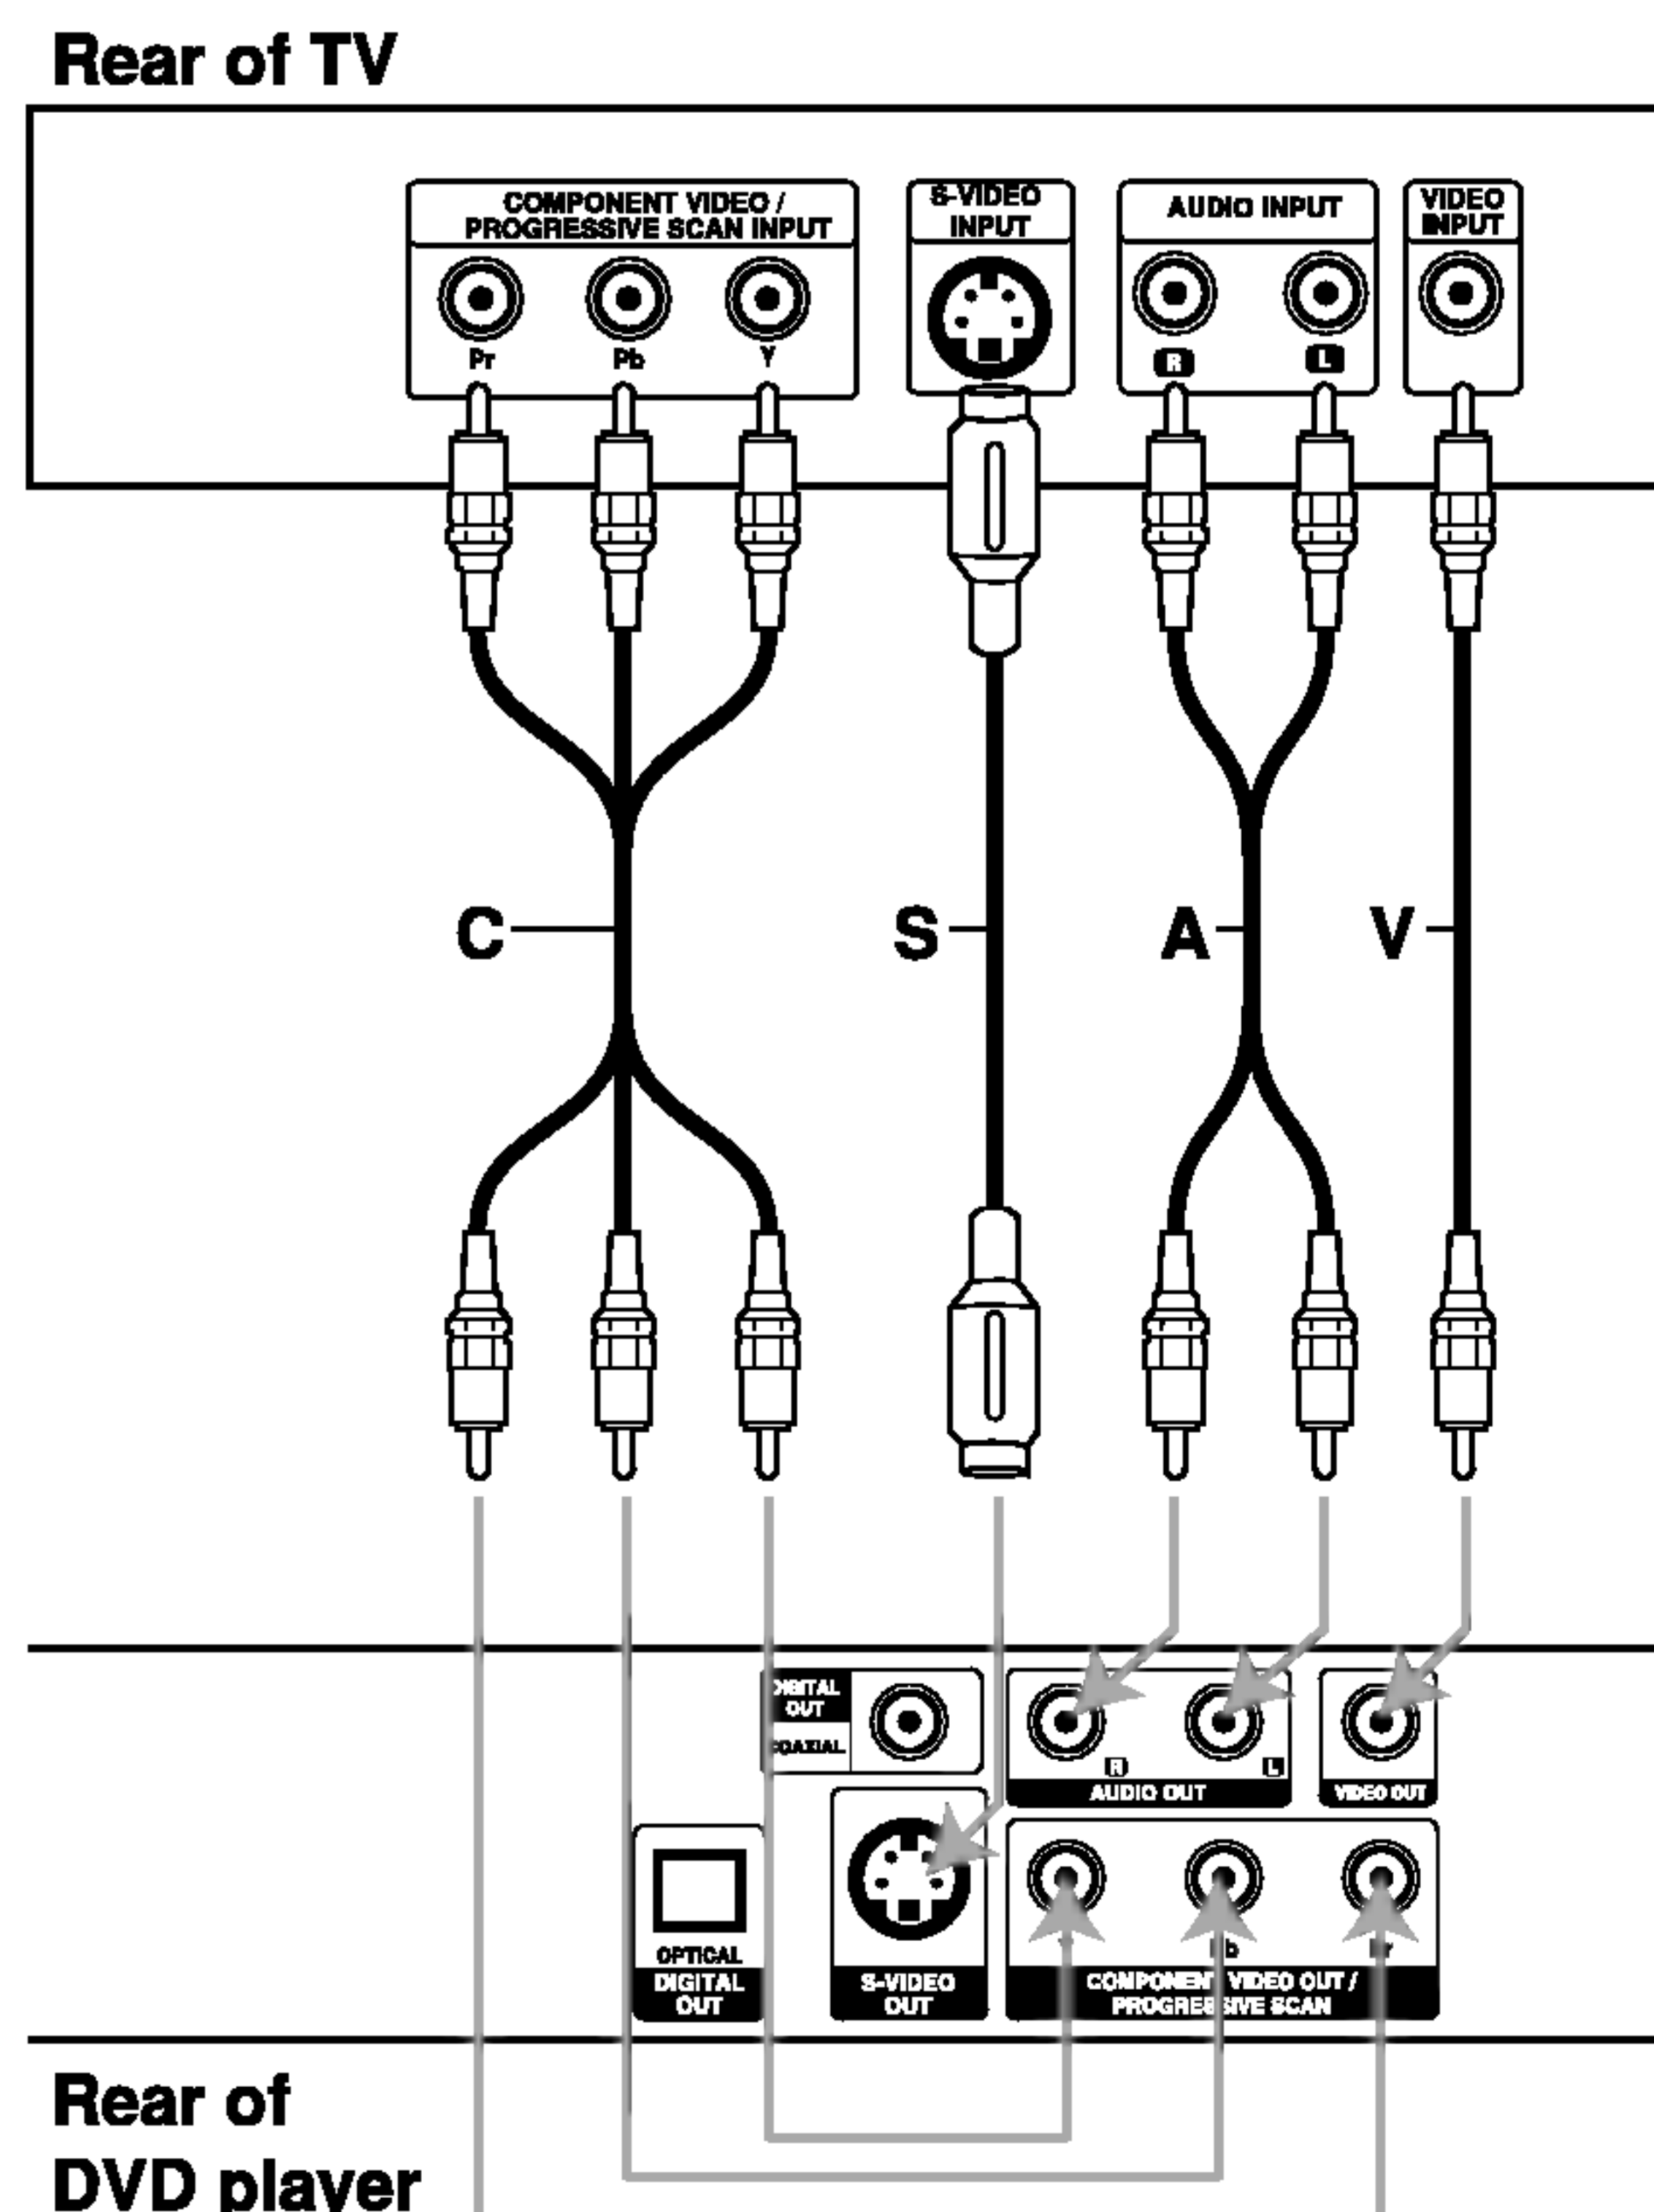 Rear of TV
COMPONENT VIDEO /
PROGRESSIVE SCAN INPUT
Pr Pb Y
S-VIDEO
INPUT
AUDIO INPUT
R L
VIDEO
INPUT
C S A V
DIGITAL
OUT
COAXIAL
R L
AUDIO OUT
VIDEO OUT
OPTICAL
DIGITAL
OUT
S-VIDEO
OUT
COMPONENT VIDEO OUT /
PROGRESSIVE SCAN
Rear of
DVD player